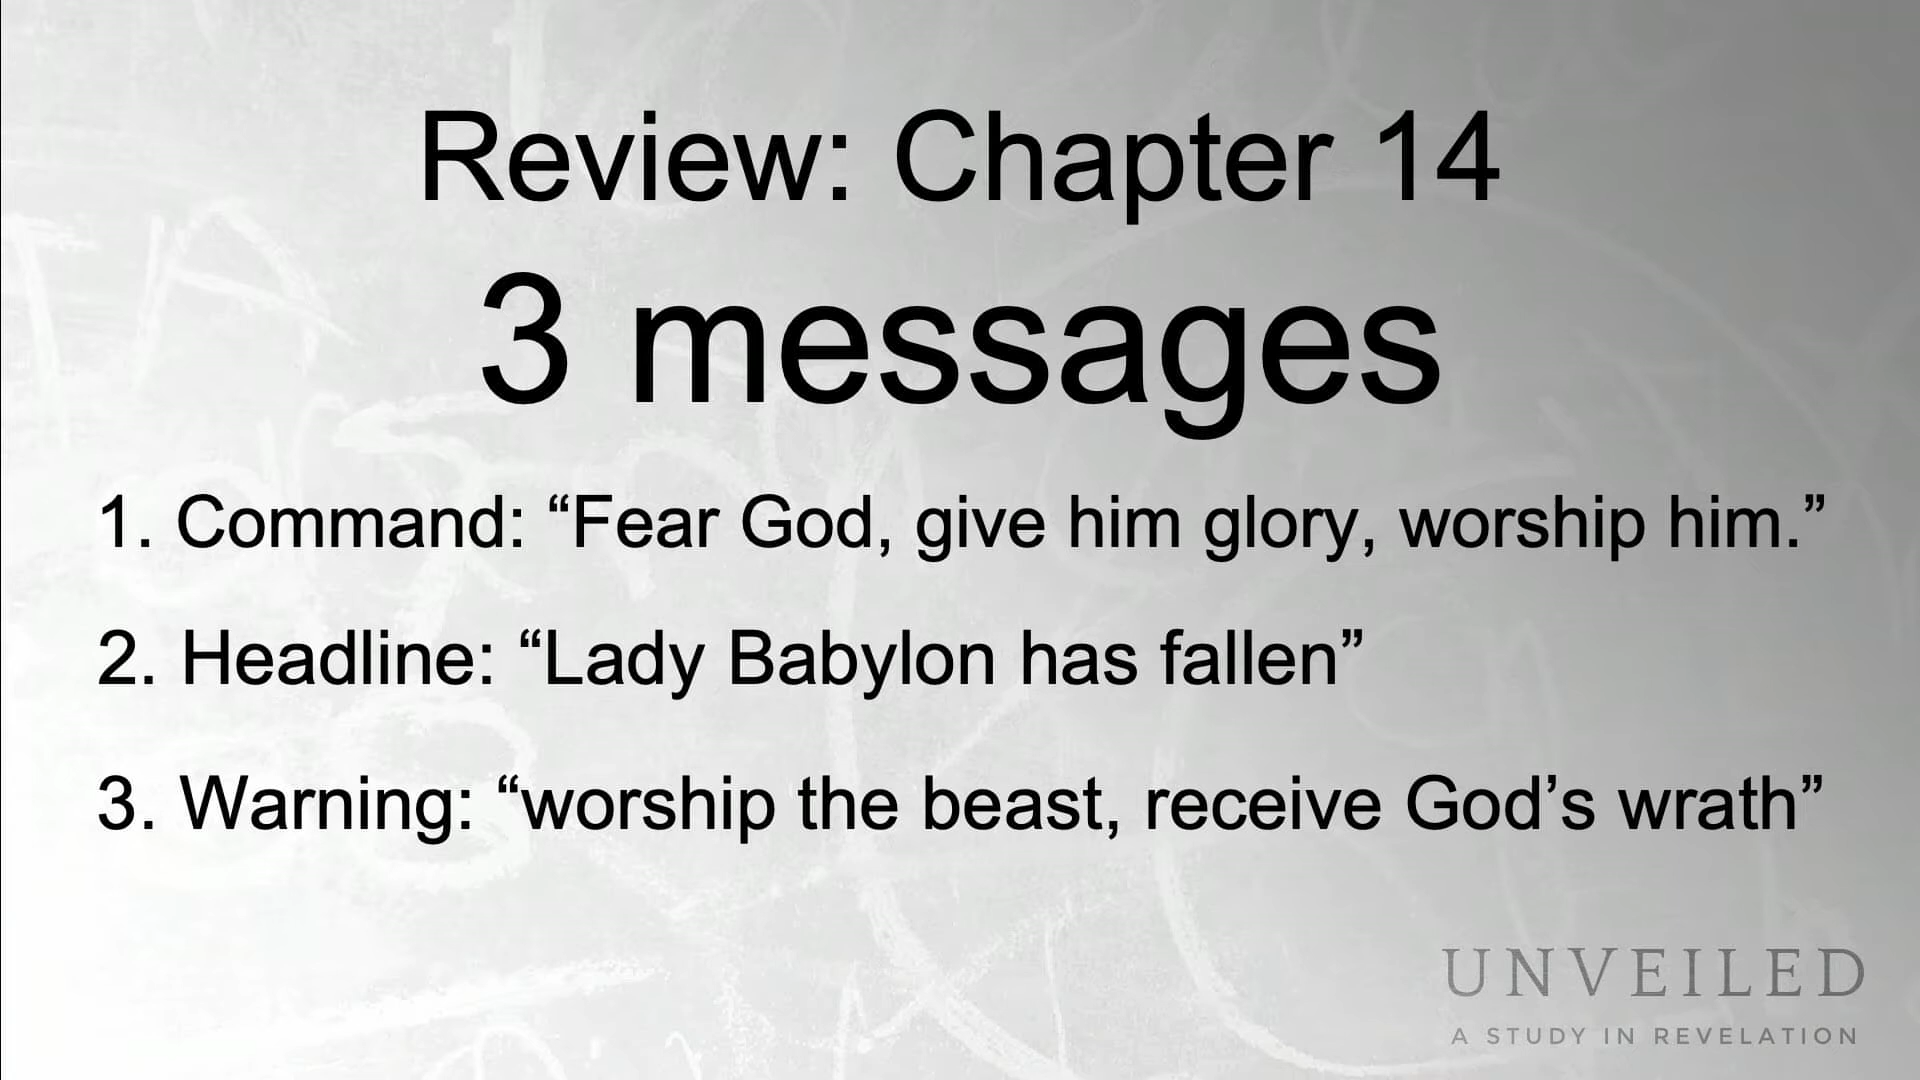 Review: Chapter 14
3 messages
1. Command: “Fear God, give him glory, worship him.”
2. Headline: “Lady Babylon has fallen”
3. Warning: “worship the beast, receive God’s wrath”
UNVEILED
A STUDY IN REVELATION